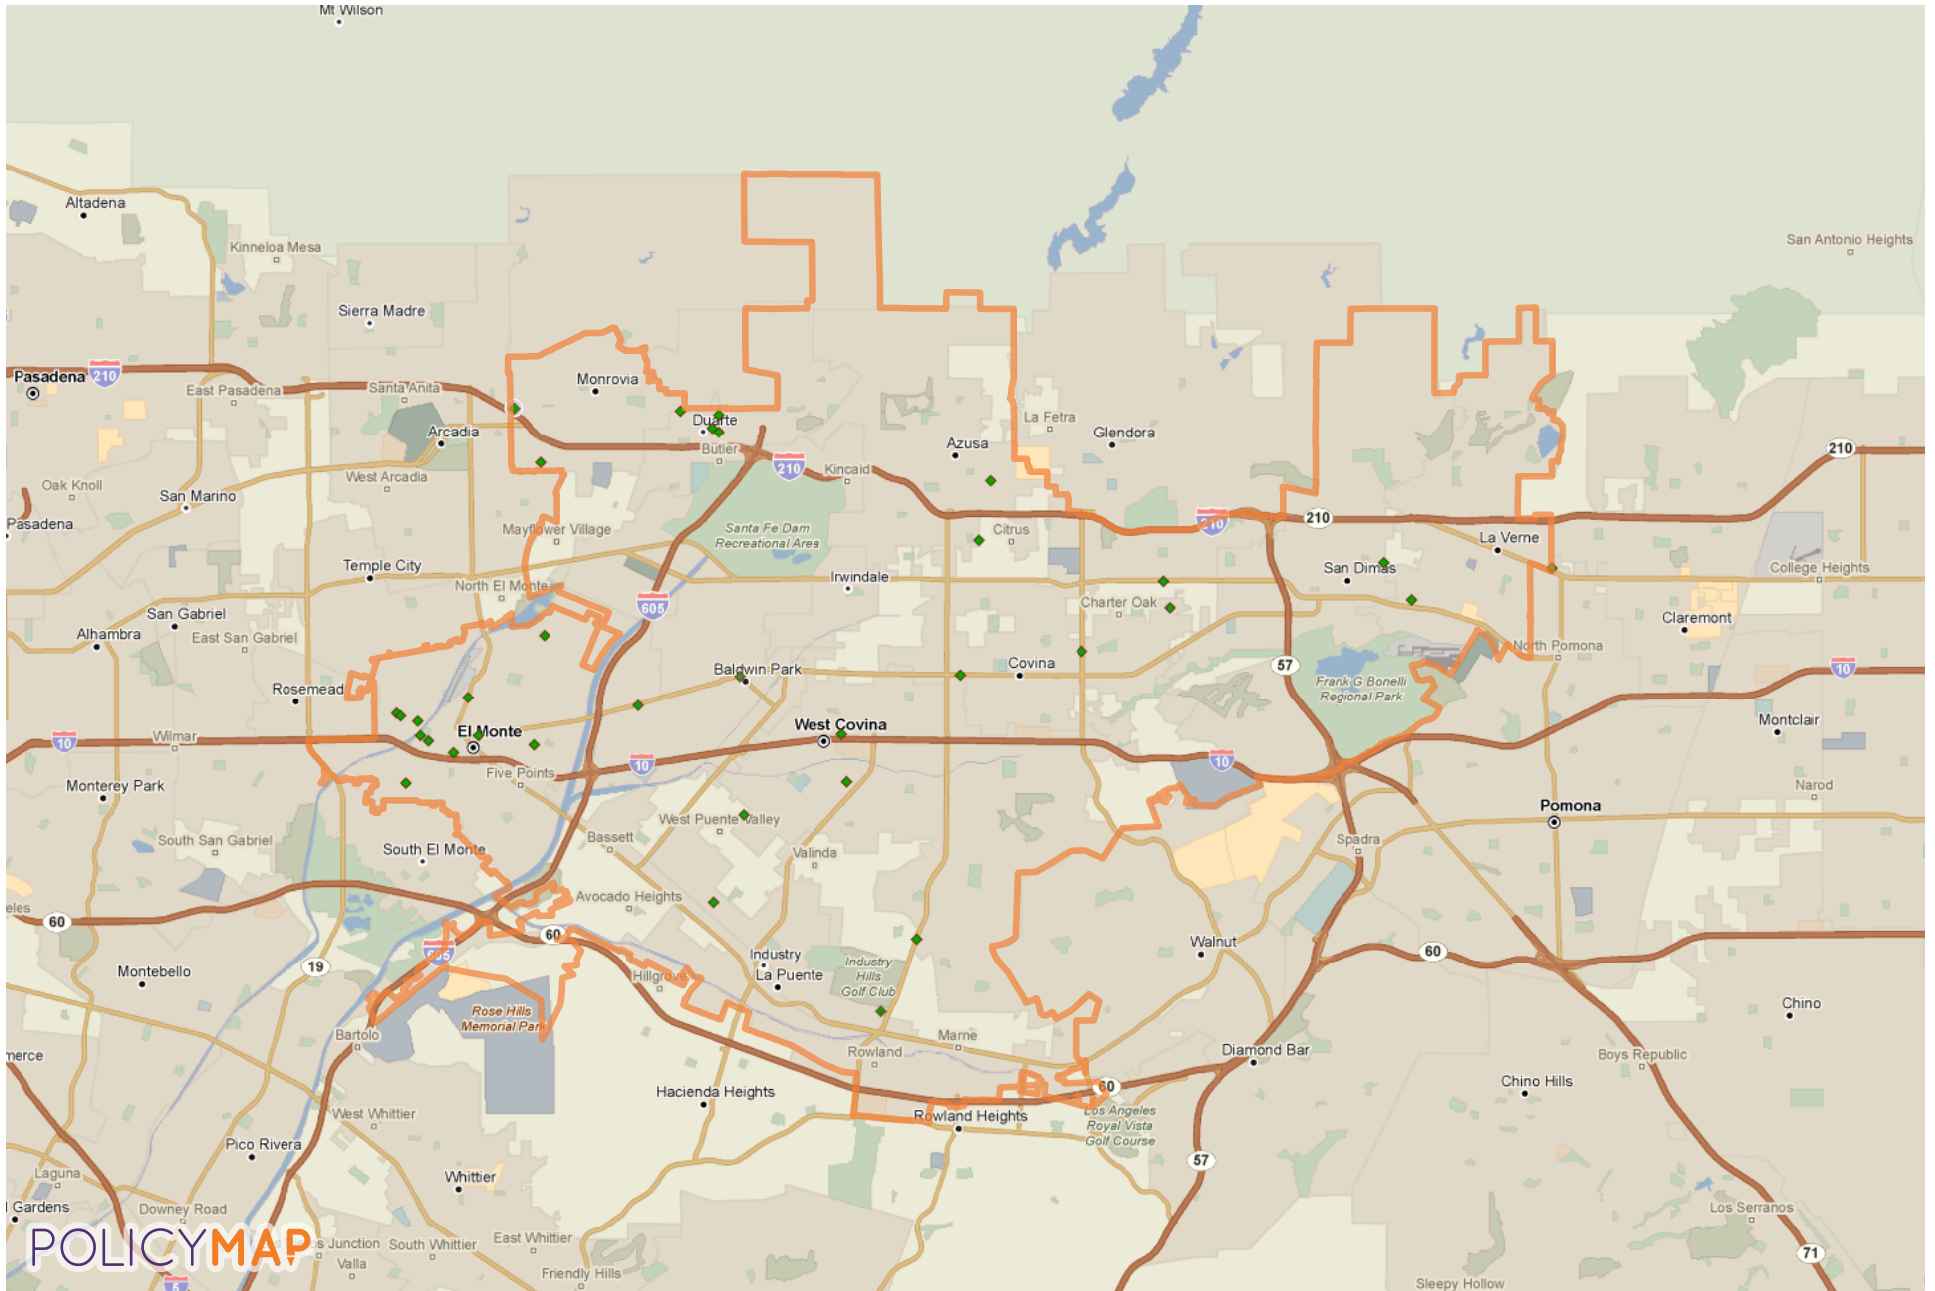 Mt Wilson
Altadena
Kinneloa Mesa
San Antonio Heights
Sierra Madre
Pasadena
210
East Pasadena
Santa Anita
Monrovia
Arcadia
Duarte
Butler
La Fetra
Glendora
Azusa
210
West Arcadia
210
Kincaid
Oak Knoll
San Marino
Pasadena
Mayflower Village
Santa Fe Dam
Recreational Area
Citrus
210
210
La Verne
Temple City
North El Monte
Irwindale
San Dimas
College Heights
605
Charter Oak
San Gabriel
Alhambra
East San Gabriel
Claremont
North Pomona
Rosemead
Baldwin Park
Covina
57
Frank G Bonelli
Regional Park
10
Montclair
10
Wilmar
El Monte
West Covina
Five Points
10
10
Monterey Park
Narod
Pomona
West Puente Valley
South San Gabriel
South El Monte
Bassett
Valinda
Spadra
eles
60
Avocado Heights
60
605
Walnut
60
19
Montebello
Hillgrove
Industry
La Puente
Industry
Hills
Golf Club
Rose Hills
Memorial Park
Chino
Bartolo
merce
Rowland
Marne
Diamond Bar
Boys Republic
Chino Hills
Hacienda Heights
60
Rowland Heights
Los Angeles
Royal Vista
Golf Course
West Whittier
Pico Rivera
57
Laguna
Whittier
l Gardens
Downey Road
Los Serranos
POLICYMAP
Junction
South Whittier
East Whittier
Valla
Friendly Hills
5
71
Sleepy Hollow